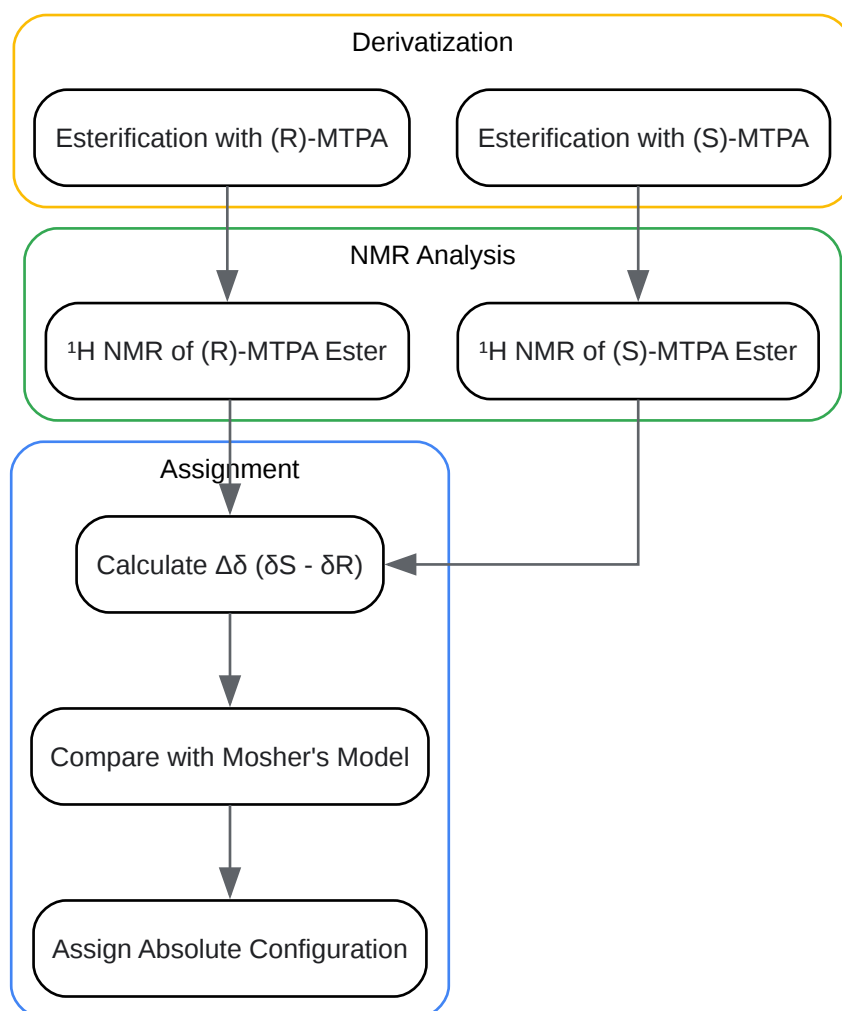 Derivatization
Esterification with (R)-MTPA
Esterification with (S)-MTPA
NMR Analysis
¹H NMR of (R)-MTPA Ester
¹H NMR of (S)-MTPA Ester
Assignment
Calculate Δδ (δS - δR)
Compare with Mosher's Model
Assign Absolute Configuration